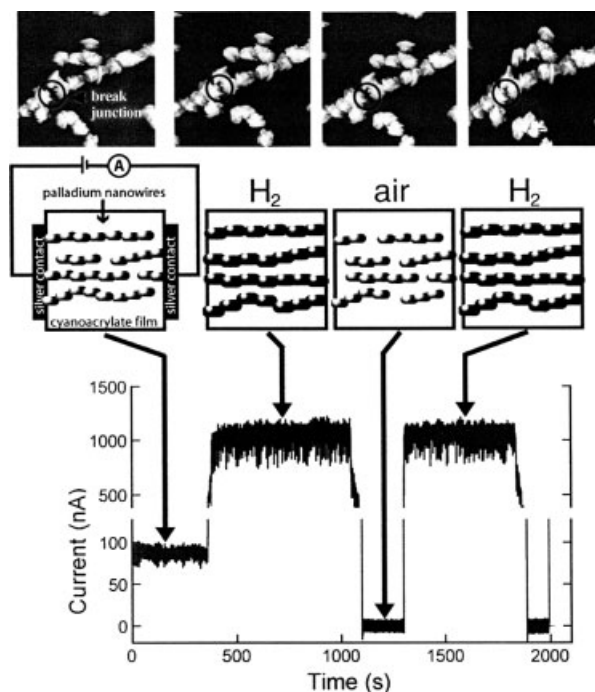 break
junction
A
palladium nanowires
H₂
air
H₂
silver contact
silver contact
cyanoacrylate film
1500
1000
500
100
50
0
Current (nA)
0
500
1000
1500
2000
Time (s)